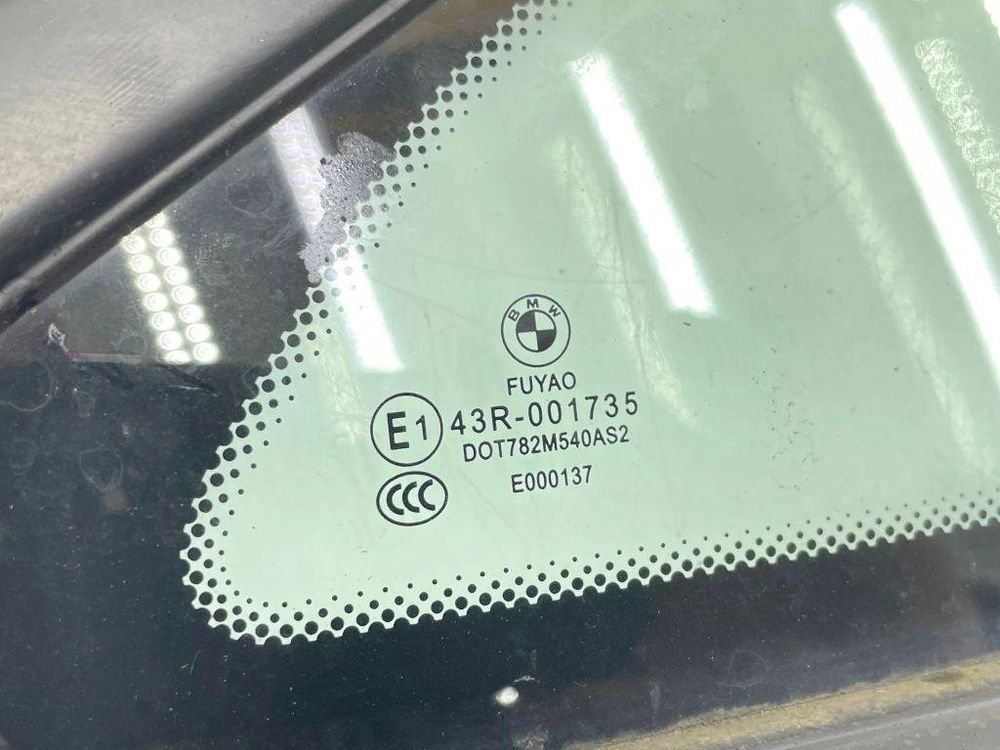 BMW
FUYAO
E1 43R-001735
DOT782M540AS2
CCC E000137